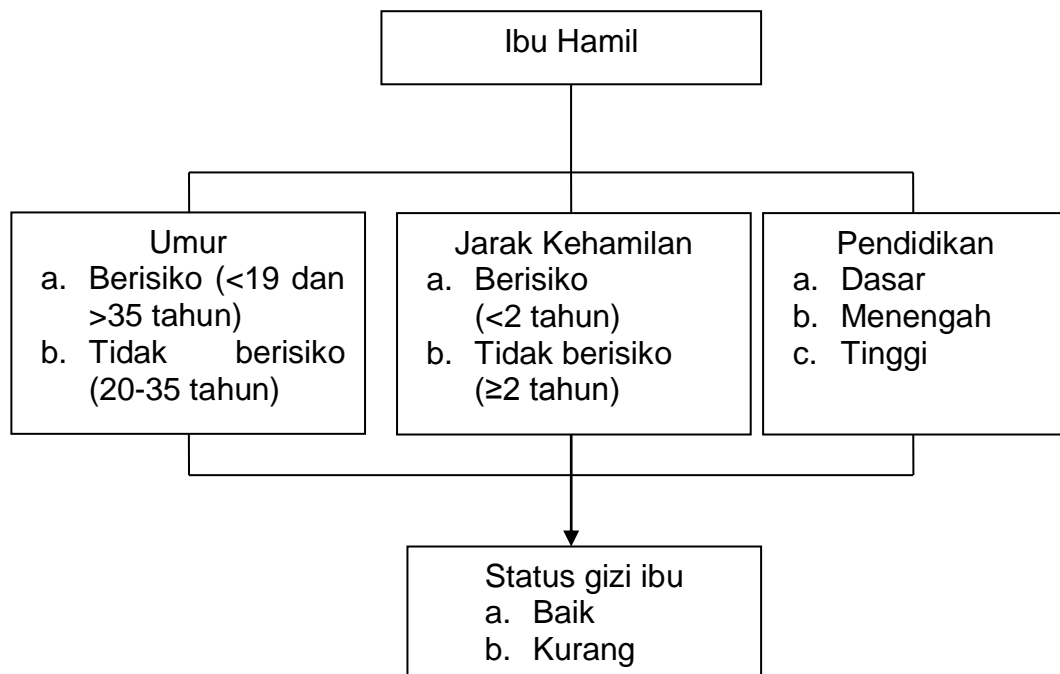 Ibu Hamil
Umur
a. Berisiko (<19 dan
>35 tahun)
b. Tidak berisiko
(20-35 tahun)
Jarak Kehamilan
a. Berisiko
(<2 tahun)
b. Tidak berisiko
(≥2 tahun)
Pendidikan
a. Dasar
b. Menengah
c. Tinggi
Status gizi ibu
a. Baik
b. Kurang